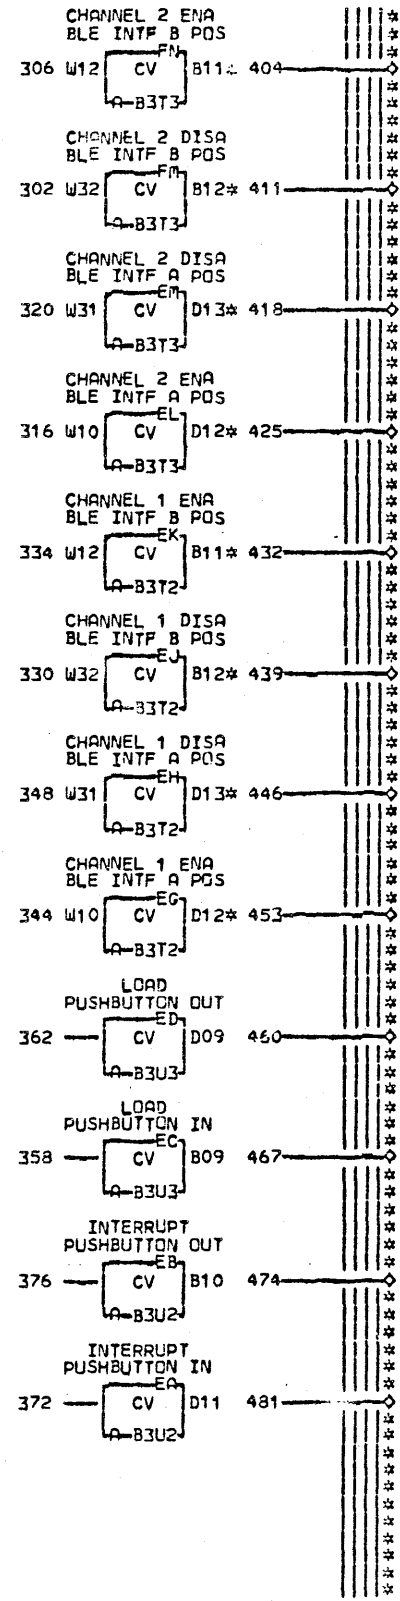 CHANNEL 2 ENA
BLE INTF B POS
FN
306 W12 CV B11* 404
A B3T3
CHANNEL 2 DISA
BLE INTF B POS
FM
302 W32 CV B12* 411
A B3T3
CHANNEL 2 DISA
BLE INTF A POS
EM
320 W31 CV D13* 418
A B3T3
CHANNEL 2 ENA
BLE INTF A POS
EL
316 W10 CV D12* 425
A B3T3
CHANNEL 1 ENA
BLE INTF B POS
EK
334 W12 CV B11* 432
A B3T2
CHANNEL 1 DISA
BLE INTF B POS
EJ
330 W32 CV B12* 439
A B3T2
CHANNEL 1 DISA
BLE INTF A POS
EH
348 W31 CV D13* 446
A B3T2
CHANNEL 1 ENA
BLE INTF A POS
EG
344 W10 CV D12* 453
A B3T2
LOAD
PUSHBUTTON OUT
ED
362 CV D09 460
A B3U3
LOAD
PUSHBUTTON IN
EC
358 CV B09 467
A B3U3
INTERRUPT
PUSHBUTTON OUT
EB
376 CV B10 474
A B3U2
INTERRUPT
PUSHBUTTON IN
EA
372 CV D11 481
A B3U2